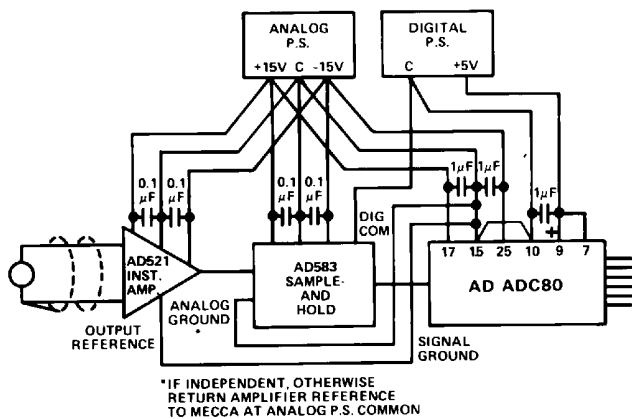 ANALOG
P.S.
+15V C -15V
DIGITAL
P.S.
C +5V
0.1
μF
0.1
μF
0.1
μF
0.1
μF
1μF
1μF
1μF
+
DIG
COM
17 15 25 10 9 7
AD521
INST.
AMP.
AD583
SAMPLE-
AND
HOLD
AD ADC80
ANALOG
GROUND
*
OUTPUT
REFERENCE
SIGNAL
GROUND
*IF INDEPENDENT, OTHERWISE
RETURN AMPLIFIER REFERENCE
TO MECCA AT ANALOG P.S. COMMON